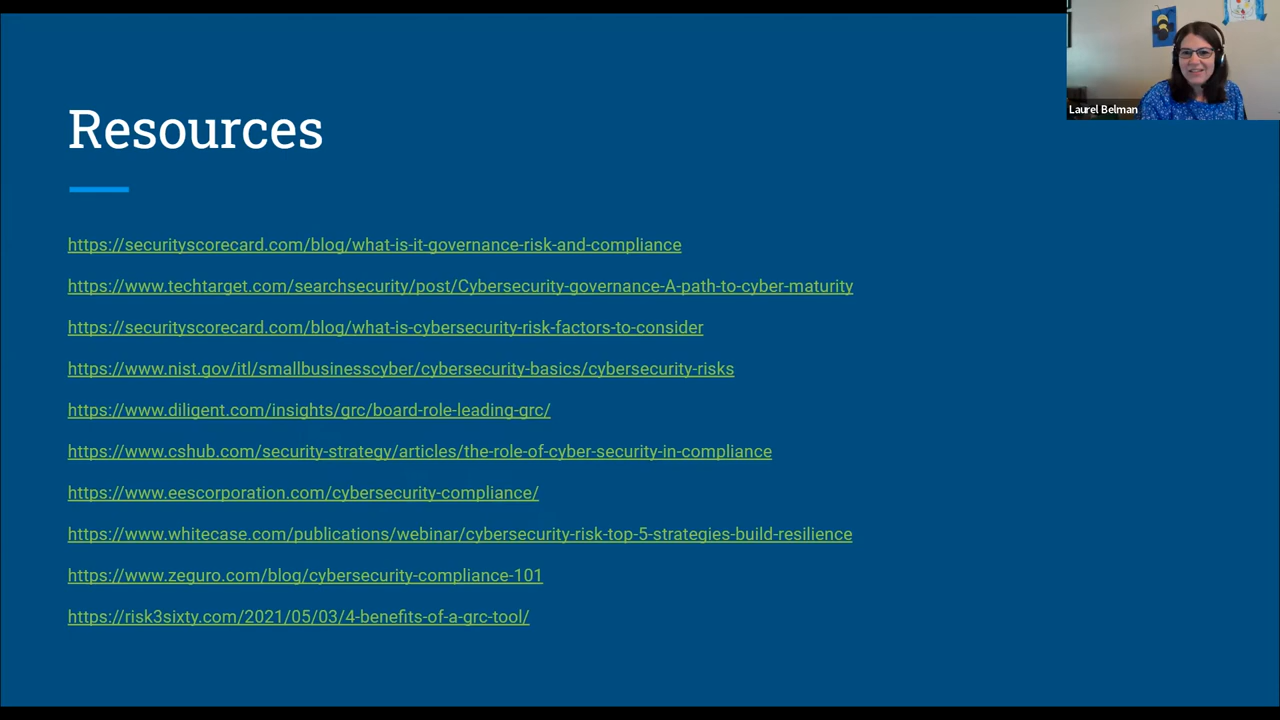 Resources
https://securityscorecard.com/blog/what-is-it-governance-risk-and-compliance
https://www.techtarget.com/searchsecurity/post/Cybersecurity-governance-A-path-to-cyber-maturity
https://securityscorecard.com/blog/what-is-cybersecurity-risk-factors-to-consider
https://www.nist.gov/itl/smallbusinesscyber/cybersecurity-basics/cybersecurity-risks
https://www.diligent.com/insights/grc/board-role-leading-grc/
https://www.cshub.com/security-strategy/articles/the-role-of-cyber-security-in-compliance
https://www.eescorporation.com/cybersecurity-compliance/
https://www.whitecase.com/publications/webinar/cybersecurity-risk-top-5-strategies-build-resilience
https://www.zeguro.com/blog/cybersecurity-compliance-101
https://risk3sixty.com/2021/05/03/4-benefits-of-a-grc-tool/
Laurel Belman